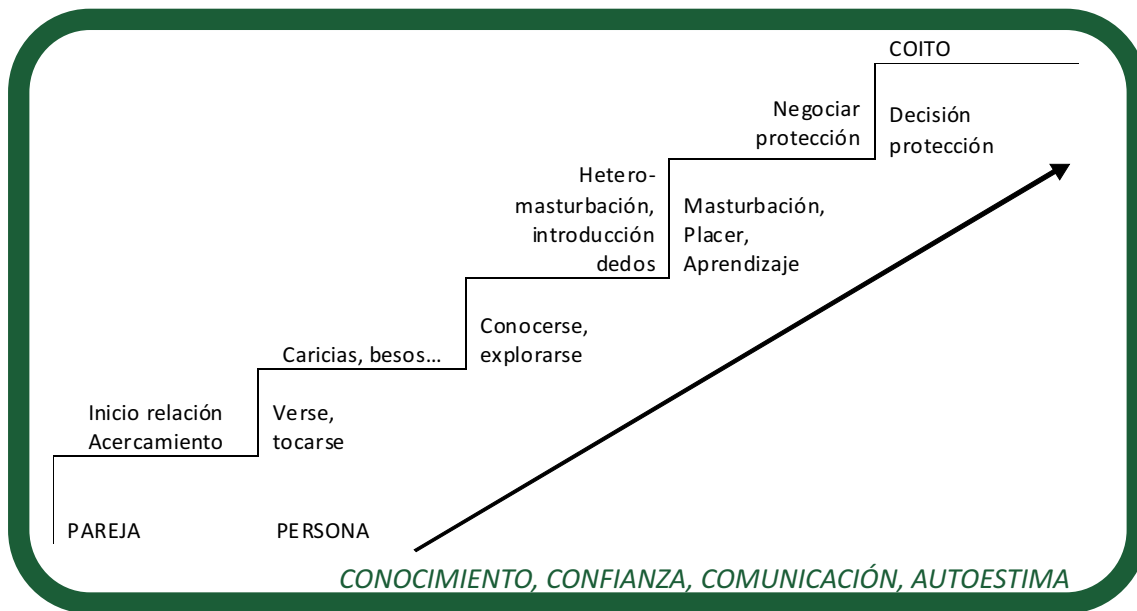 COITO
Negociar
protección
Decisión
protección
Hetero-
masturbación,
introducción
dedos
Masturbación,
Placer,
Aprendizaje
Caricias, besos...
Conocerse,
explorarse
Inicio relación
Acercamiento
Verse,
tocarse
PAREJA
PERSONA
CONOCIMIENTO, CONFIANZA, COMUNICACIÓN, AUTOESTIMA